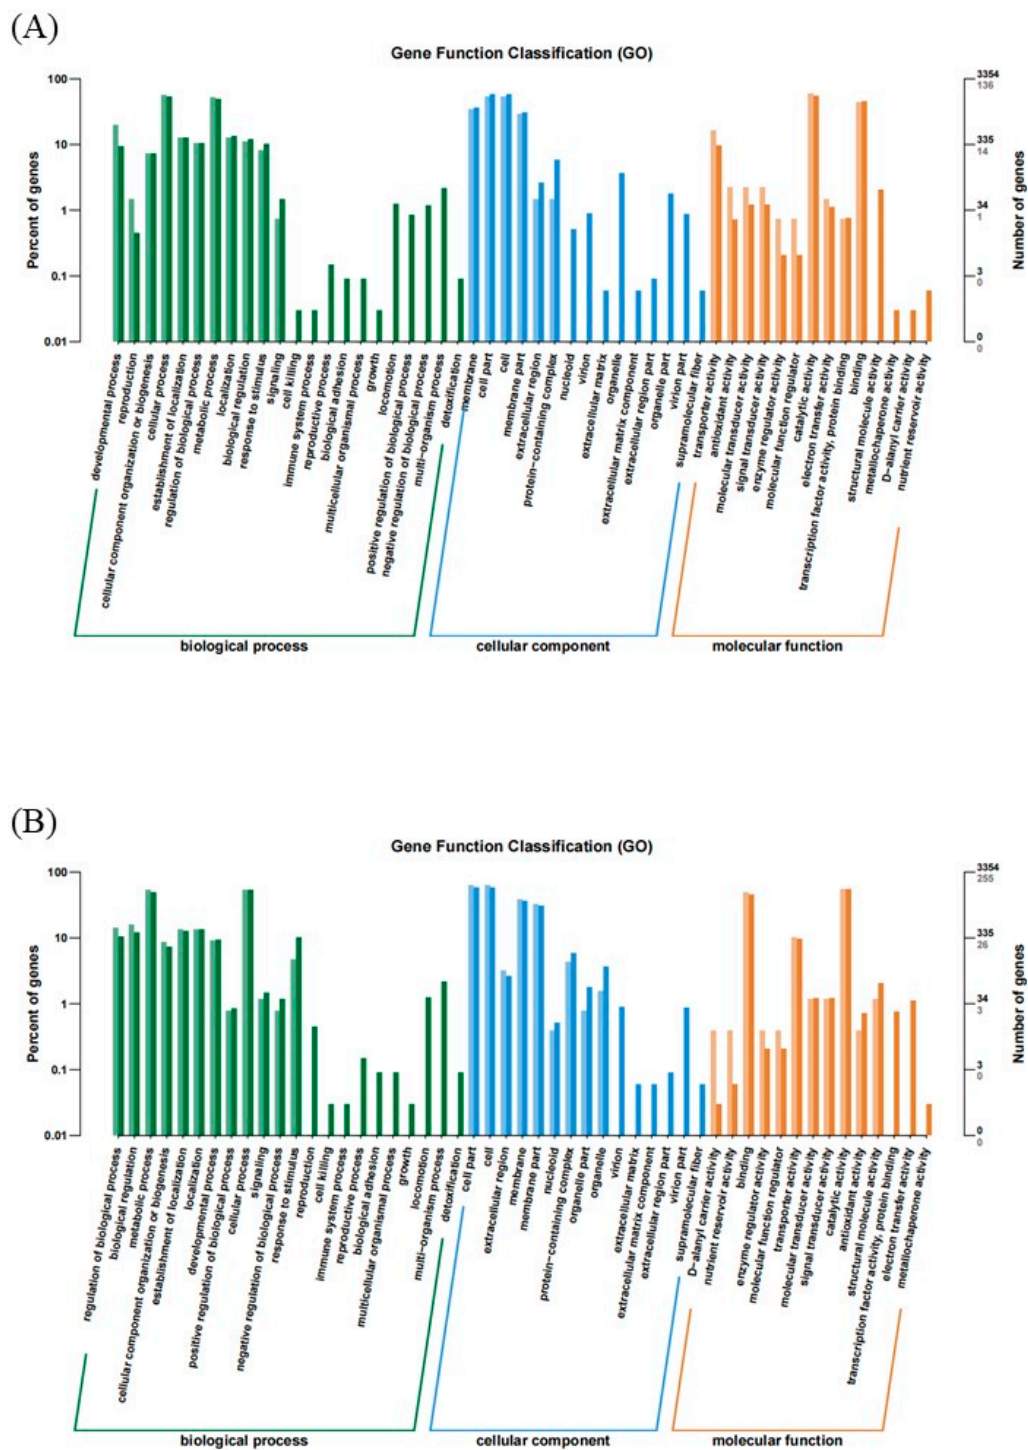 (A)
Gene Function Classification (GO)
Percent of genes
100
10
1
0.1
0.01
3354
136
335
14
34
1
3
0
0
0
Number of genes
developmental process
reproduction
cellular component organization or biogenesis
cellular process
establishment of localization
regulation of biological process
metabolic process
localization
biological regulation
response to stimulus
signaling
cell killing
immune system process
reproductive process
biological adhesion
multicellular organismal process
growth
locomotion
positive regulation of biological process
negative regulation of biological process
multi-organism process
detoxification
membrane
cell part
cell
membrane part
extracellular region
protein-containing complex
nucleoid
virion
extracellular matrix
organelle
extracellular matrix component
extracellular region part
organelle part
virion part
supramolecular fiber
transporter activity
antioxidant activity
molecular transducer activity
signal transducer activity
enzyme regulator activity
molecular function regulator
catalytic activity
electron transfer activity
transcription factor activity, protein binding
binding
structural molecule activity
metallochaperone activity
D-alanyl carrier activity
nutrient reservoir activity
biological process
cellular component
molecular function
(B)
Gene Function Classification (GO)
Percent of genes
100
10
1
0.1
0.01
3354
255
335
26
34
3
3
0
0
0
Number of genes
regulation of biological process
biological regulation
metabolic process
cellular component organization or biogenesis
establishment of localization
localization
developmental process
positive regulation of biological process
cellular process
signaling
negative regulation of biological process
response to stimulus
reproduction
cell killing
immune system process
reproductive process
biological adhesion
multicellular organismal process
growth
locomotion
multi-organism process
detoxification
cell part
cell
extracellular region
membrane
membrane part
nucleoid
protein-containing complex
organelle part
organelle
virion
extracellular matrix
extracellular matrix component
extracellular region part
virion part
supramolecular fiber
D-alanyl carrier activity
nutrient reservoir activity
binding
enzyme regulator activity
molecular function regulator
transporter activity
molecular transducer activity
signal transducer activity
catalytic activity
antioxidant activity
structural molecule activity
transcription factor activity, protein binding
electron transfer activity
metallochaperone activity
biological process
cellular component
molecular function